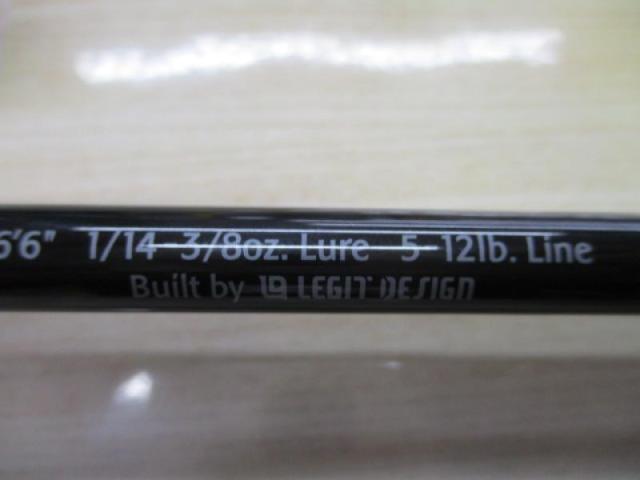 6'6" 1/14-3/8oz. Lure 5-12lb. Line
Built by LEGIT DESIGN